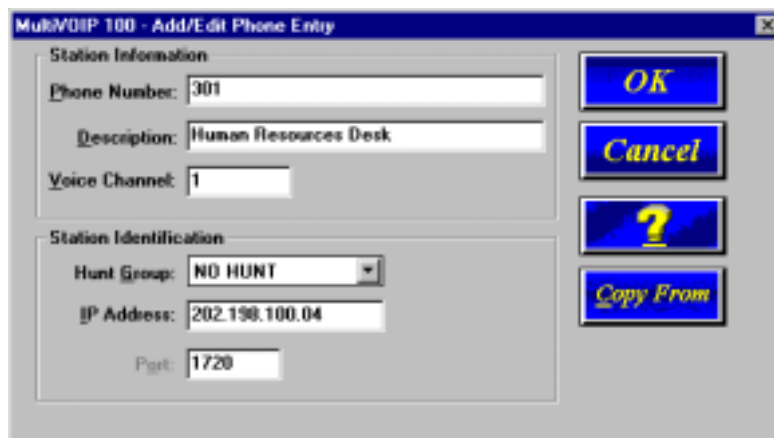 MultiVOIP 100 - Add/Edit Phone Entry
Station Information
Phone Number: 301
Description: Human Resources Desk
Voice Channel: 1
Station Identification
Hunt Group: NO HUNT
IP Address: 202.198.100.04
Port: 1720
OK
Cancel
?
Copy From